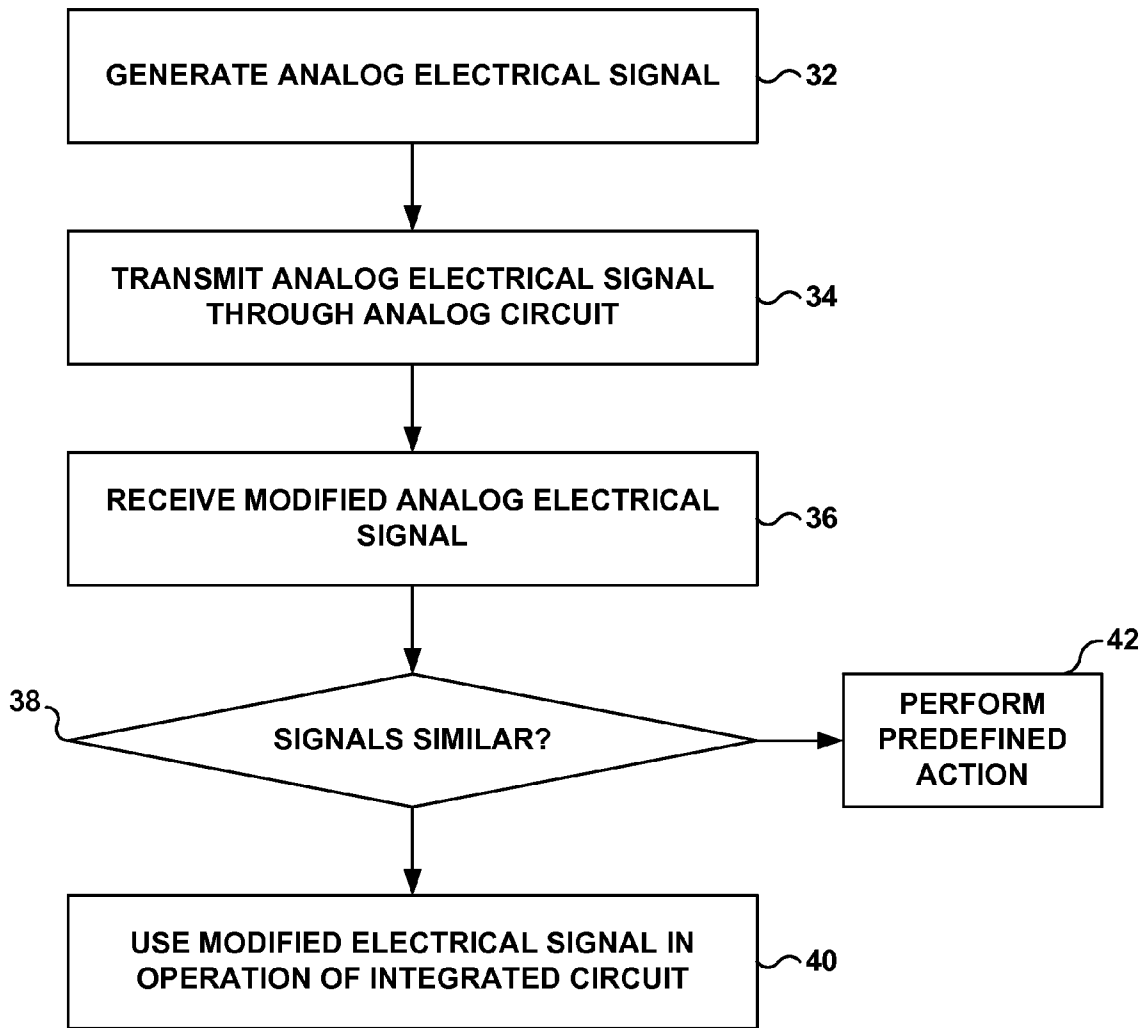 GENERATE ANALOG ELECTRICAL SIGNAL
32
TRANSMIT ANALOG ELECTRICAL SIGNAL
THROUGH ANALOG CIRCUIT
34
RECEIVE MODIFIED ANALOG ELECTRICAL
SIGNAL
36
38
SIGNALS SIMILAR?
42
PERFORM
PREDEFINED
ACTION
USE MODIFIED ELECTRICAL SIGNAL IN
OPERATION OF INTEGRATED CIRCUIT
40